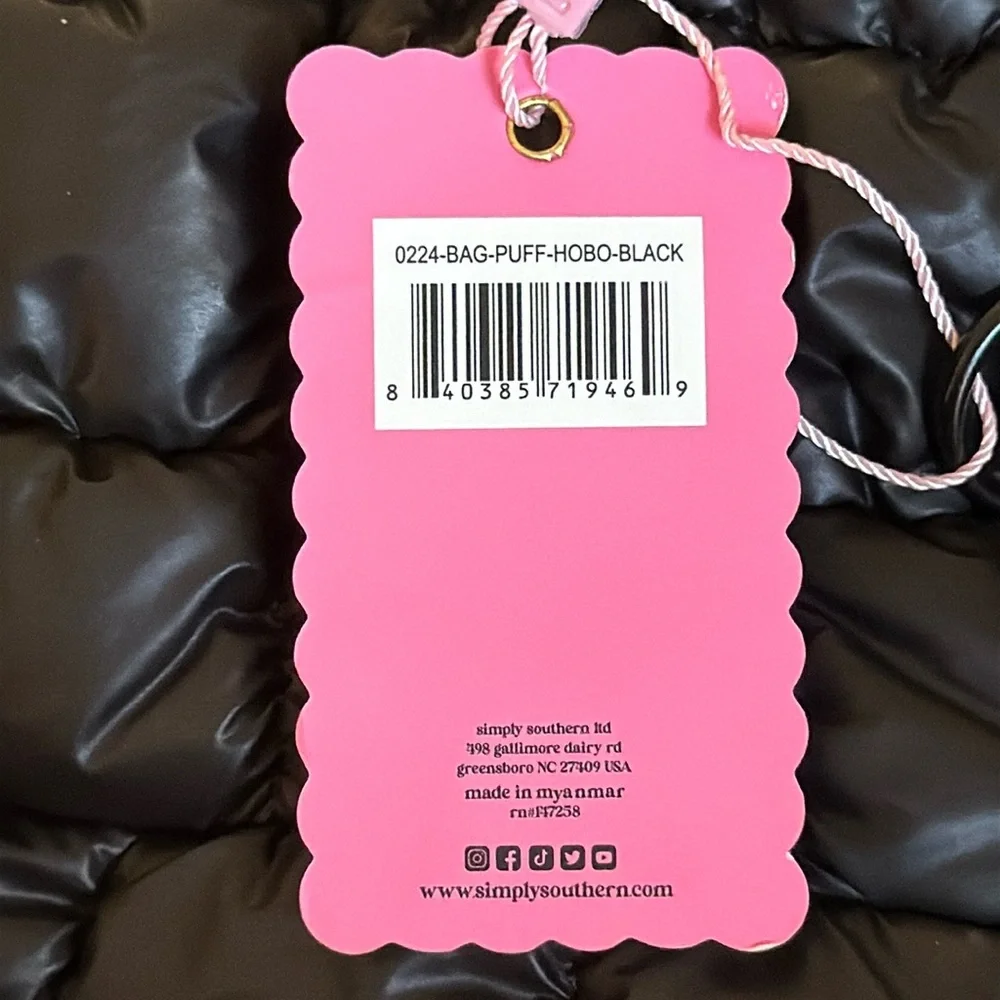 0224-BAG-PUFF-HOBO-BLACK
8 40385 71946 9
simply southern ltd
498 gallimore dairy rd
greensboro NC 27409 USA
made in myanmar
rn#147258
www.simplysouthern.com